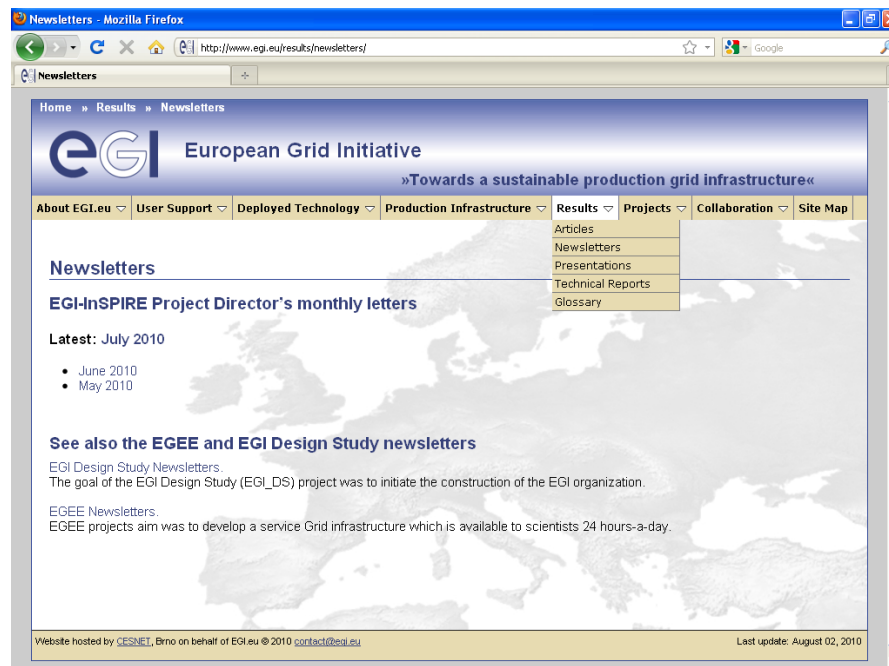 Newsletters - Mozilla Firefox
http://www.egi.eu/results/newsletters/
Google
Newsletters
Home » Results » Newsletters
eGI European Grid Initiative
»Towards a sustainable production grid infrastructure«
About EGI.eu User Support Deployed Technology Production Infrastructure Results Projects Collaboration Site Map
Articles
Newsletters
Presentations
Technical Reports
Glossary
Newsletters
EGI-InSPIRE Project Director's monthly letters
Latest: July 2010
• June 2010
• May 2010
See also the EGEE and EGI Design Study newsletters
EGI Design Study Newsletters.
The goal of the EGI Design Study (EGI_DS) project was to initiate the construction of the EGI organization.
EGEE Newsletters.
EGEE projects aim was to develop a service Grid infrastructure which is available to scientists 24 hours-a-day.
Website hosted by CESNET, Brno on behalf of EGI.eu © 2010 contact@egi.eu Last update: August 02, 2010